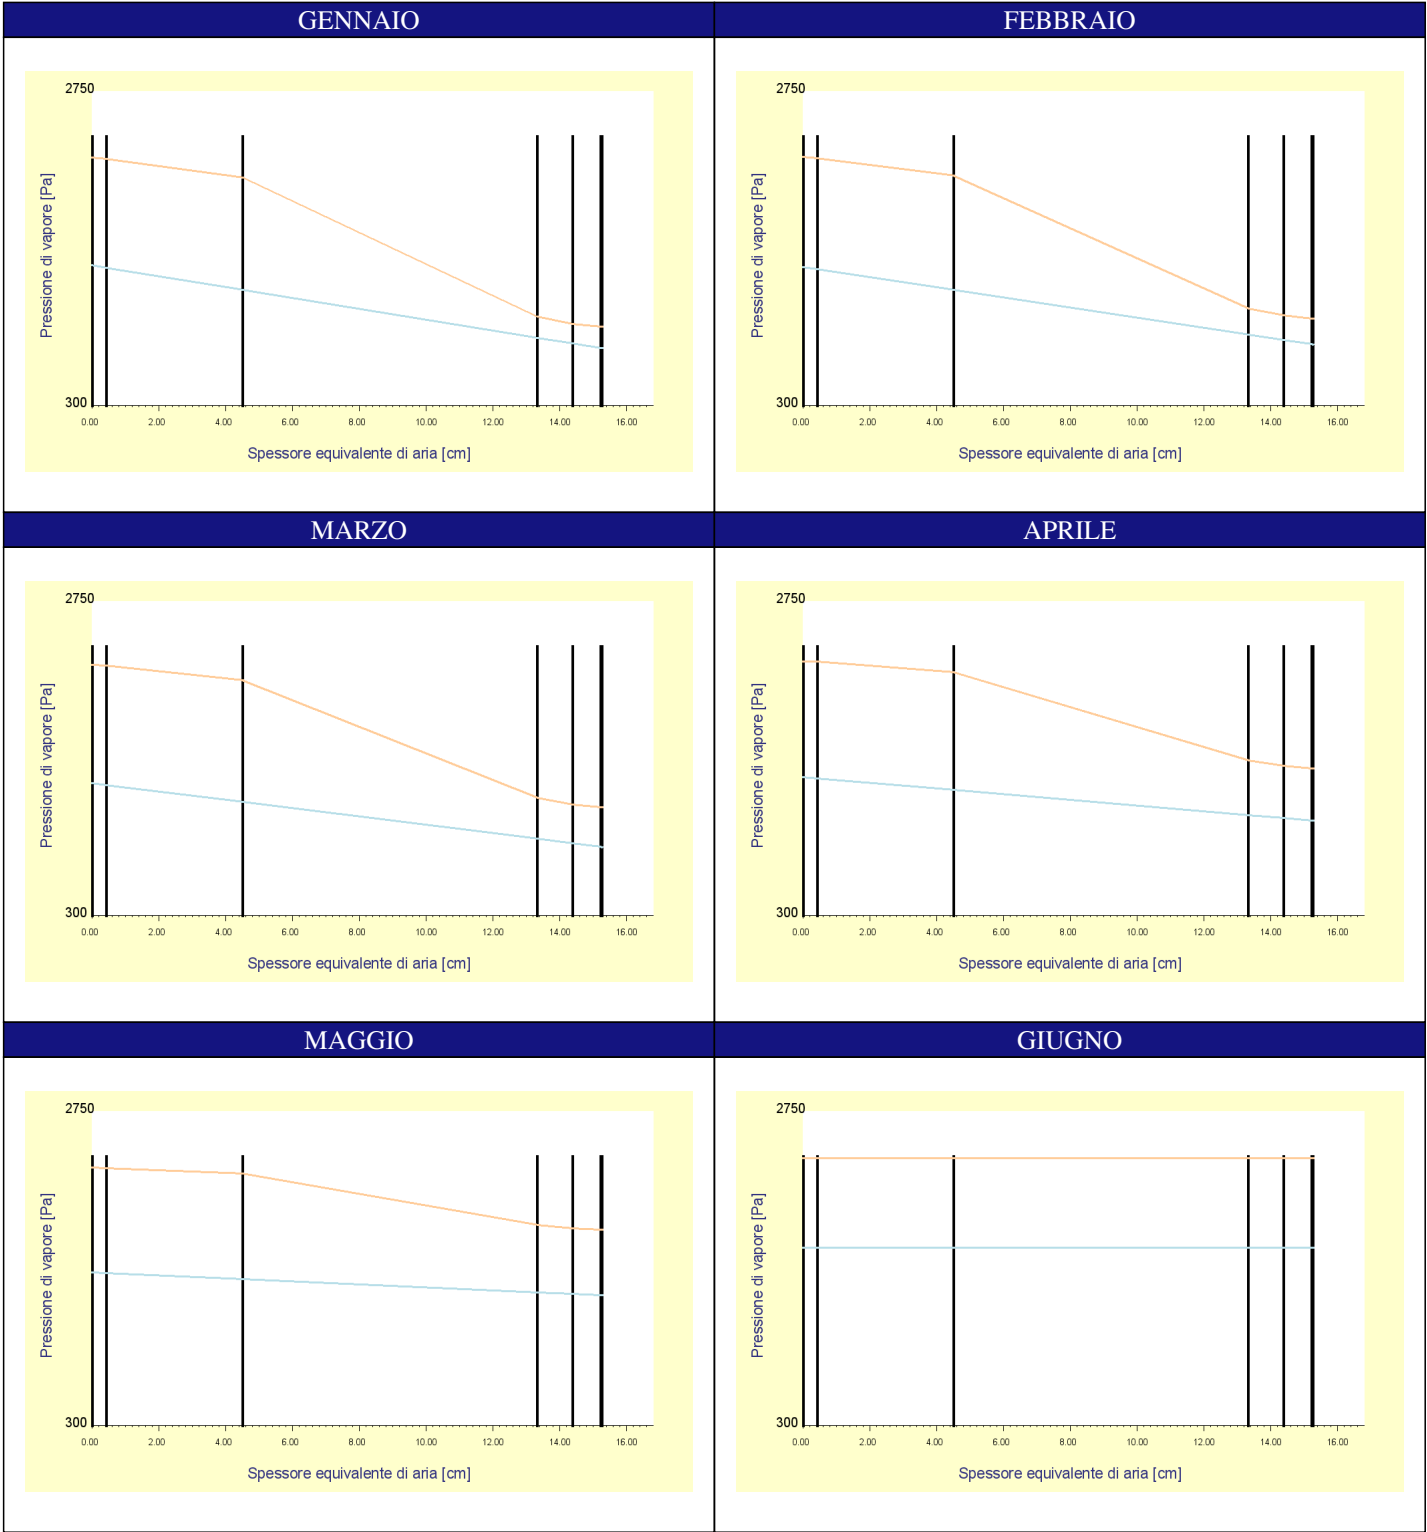 GENNAIO
FEBBRAIO
2750
Pressione di vapore [Pa]
300
0.00 2.00 4.00 6.00 8.00 10.00 12.00 14.00 16.00
Spessore equivalente di aria [cm]
2750
Pressione di vapore [Pa]
300
0.00 2.00 4.00 6.00 8.00 10.00 12.00 14.00 16.00
Spessore equivalente di aria [cm]
MARZO
APRILE
2750
Pressione di vapore [Pa]
300
0.00 2.00 4.00 6.00 8.00 10.00 12.00 14.00 16.00
Spessore equivalente di aria [cm]
2750
Pressione di vapore [Pa]
300
0.00 2.00 4.00 6.00 8.00 10.00 12.00 14.00 16.00
Spessore equivalente di aria [cm]
MAGGIO
GIUGNO
2750
Pressione di vapore [Pa]
300
0.00 2.00 4.00 6.00 8.00 10.00 12.00 14.00 16.00
Spessore equivalente di aria [cm]
2750
Pressione di vapore [Pa]
300
0.00 2.00 4.00 6.00 8.00 10.00 12.00 14.00 16.00
Spessore equivalente di aria [cm]